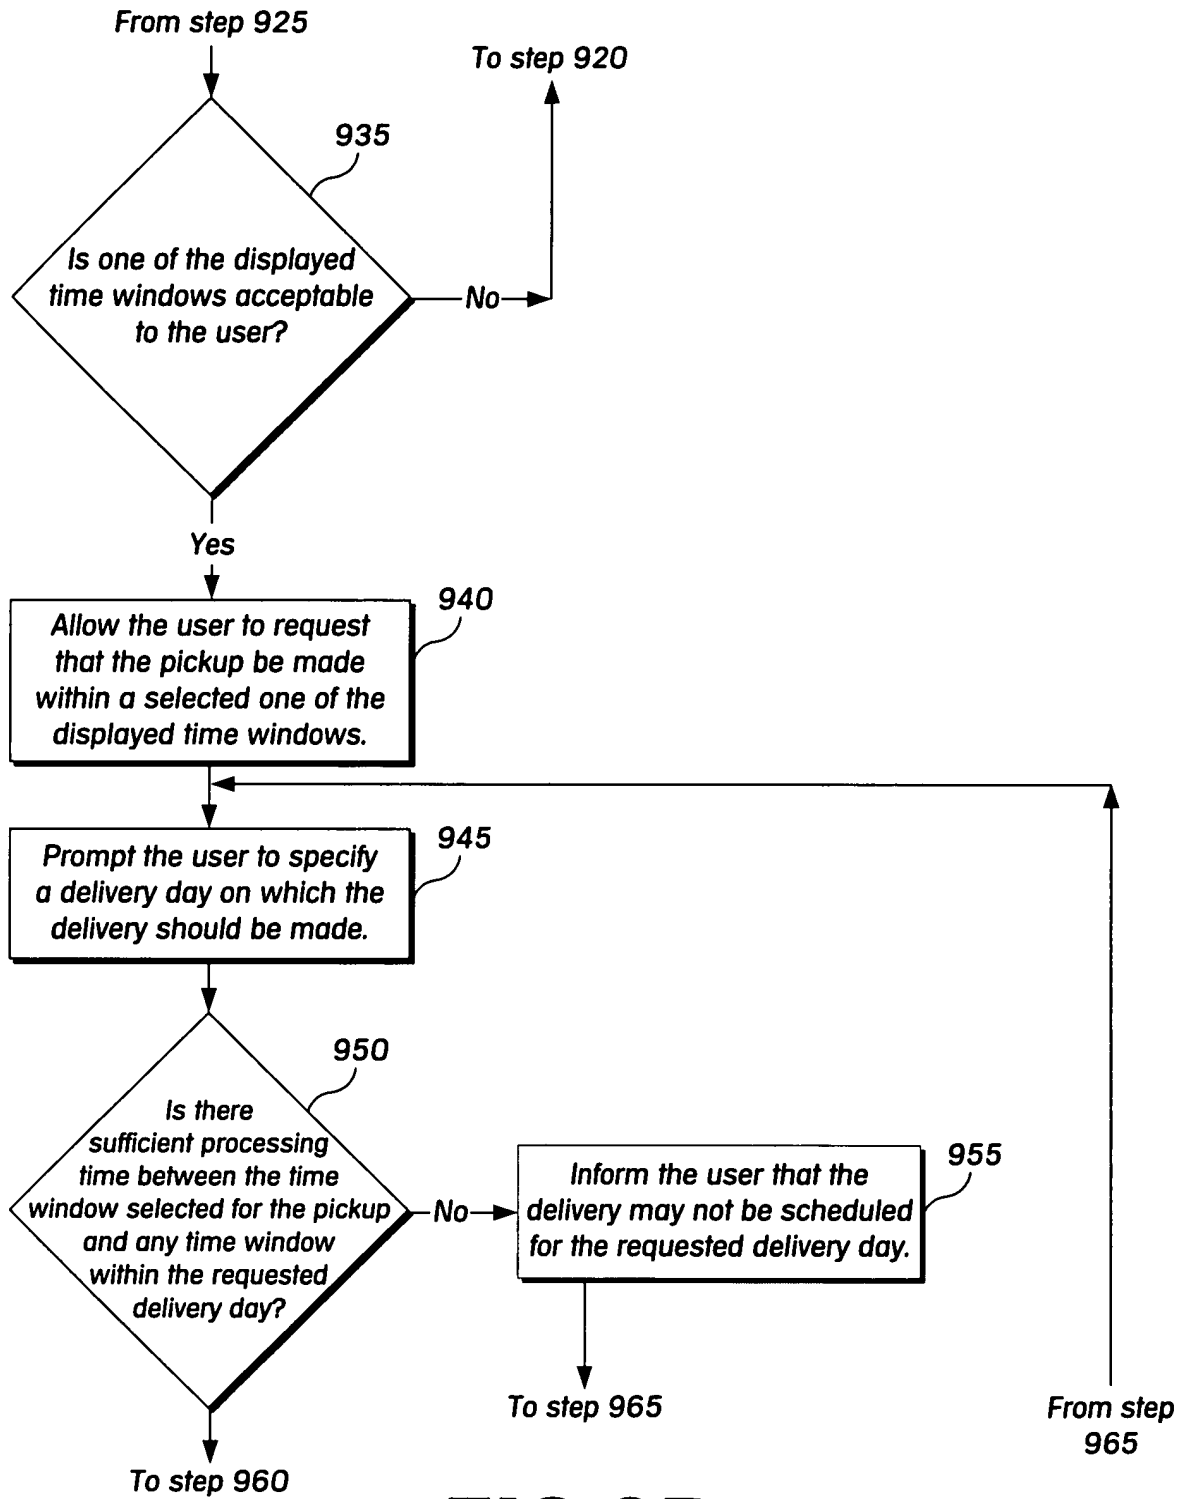 From step 925
To step 920
935
Is one of the displayed
time windows acceptable
to the user?
No
Yes
940
Allow the user to request
that the pickup be made
within a selected one of the
displayed time windows.
945
Prompt the user to specify
a delivery day on which the
delivery should be made.
950
Is there
sufficient processing
time between the time
window selected for the pickup
and any time window
within the requested
delivery day?
No
955
Inform the user that the
delivery may not be scheduled
for the requested delivery day.
To step 965
From step
965
To step 960